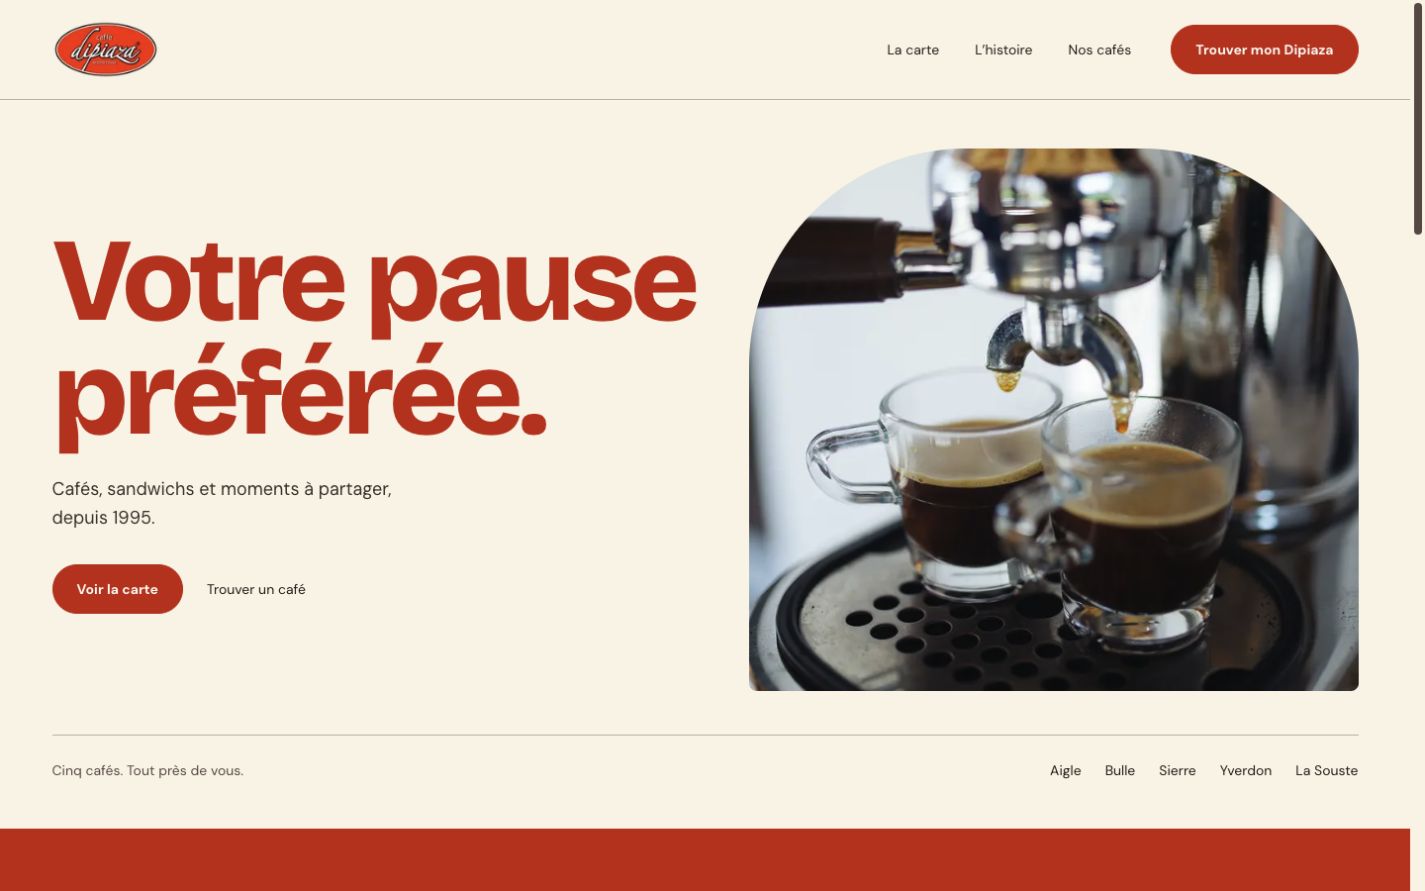 caffè
dipiaza
La carte
L'histoire
Nos cafés
Trouver mon Dipiaza
Votre pause
préférée.
Cafés, sandwichs et moments à partager,
depuis 1995.
Voir la carte
Trouver un café
Cinq cafés. Tout près de vous.
Aigle
Bulle
Sierre
Yverdon
La Souste